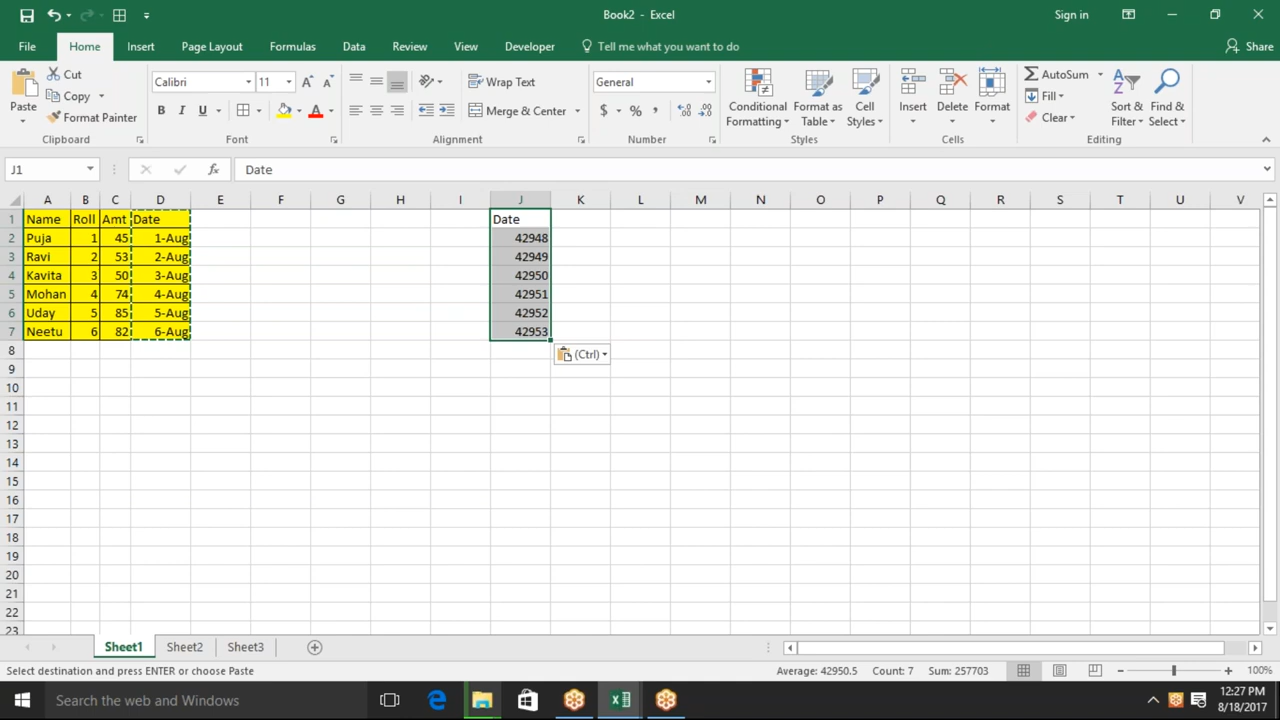 Book2 - Excel
Sign in
File Home Insert Page Layout Formulas Data Review View Developer Tell me what you want to do Share
Paste
Cut
Copy
Format Painter
Clipboard
Calibri 11
B I U
Font
Wrap Text
Merge & Center
Alignment
General
$ % ,
Number
Conditional Formatting
Format as Table
Cell Styles
Styles
Insert
Delete
Format
Cells
AutoSum
Fill
Clear
Sort & Filter
Find & Select
Editing
J1 fx Date
A B C D E F G H I J K L M N O P Q R S T U V
1 Name Roll Amt Date Date
2 Puja 1 45 1-Aug 42948
3 Ravi 2 53 2-Aug 42949
4 Kavita 3 50 3-Aug 42950
5 Mohan 4 74 4-Aug 42951
6 Uday 5 85 5-Aug 42952
7 Neetu 6 82 6-Aug 42953
8 (Ctrl)
9
10
11
12
13
14
15
16
17
18
19
20
21
22
23
Sheet1 Sheet2 Sheet3
Select destination and press ENTER or choose Paste Average: 42950.5 Count: 7 Sum: 257703 100%
Search the web and Windows
12:27 PM
8/18/2017